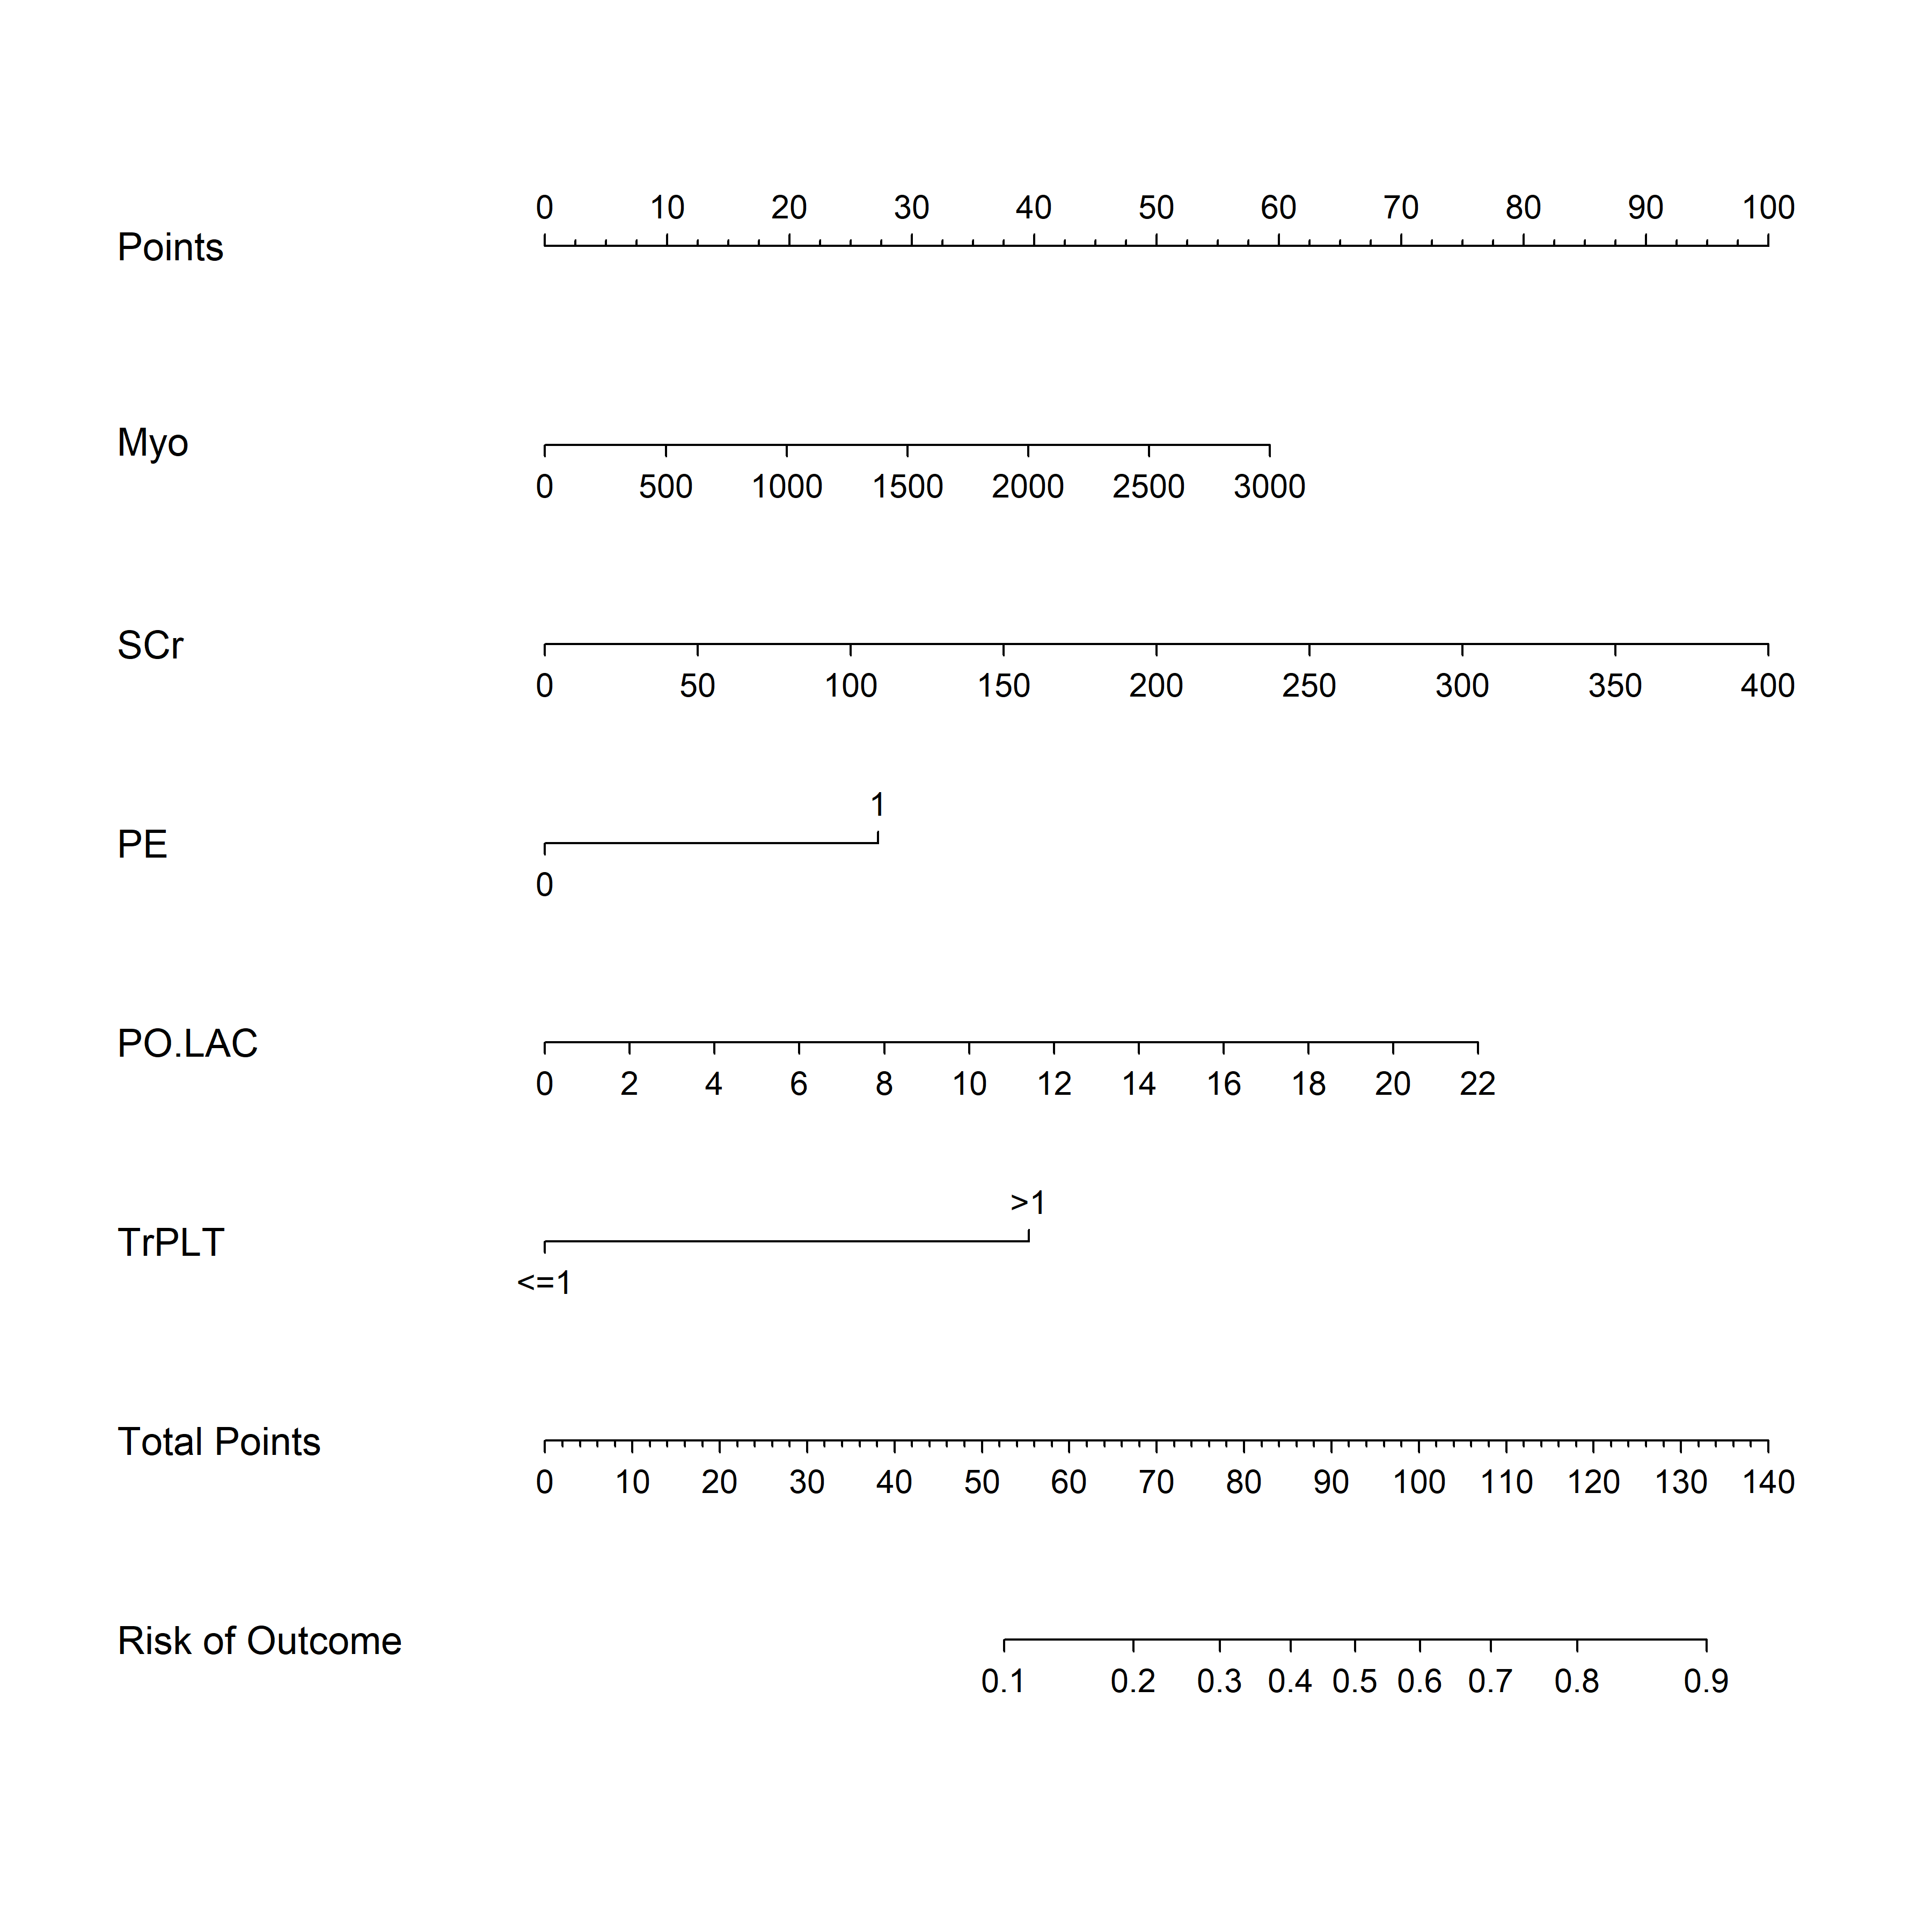 0 10 20 30 40 50 60 70 80 90 100
Points
Myo
0 500 1000 1500 2000 2500 3000
SCr
0 50 100 150 200 250 300 350 400
1
PE
0
PO.LAC
0 2 4 6 8 10 12 14 16 18 20 22
>1
TrPLT
<=1
Total Points
0 10 20 30 40 50 60 70 80 90 100 110 120 130 140
Risk of Outcome
0.1 0.2 0.3 0.4 0.5 0.6 0.7 0.8 0.9